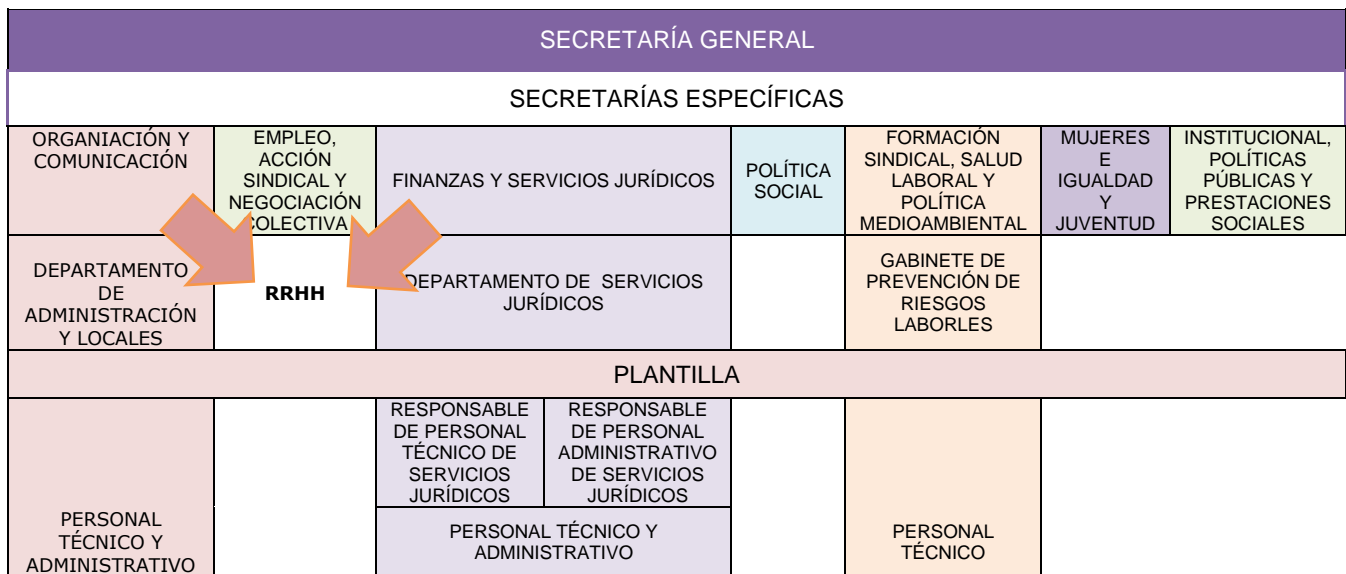 SECRETARÍA GENERAL
SECRETARÍAS ESPECÍFICAS
ORGANIACIÓN Y
COMUNICACIÓN
EMPLEO,
ACCIÓN
SINDICAL Y
NEGOCIACIÓN
COLECTIVA
FINANZAS Y SERVICIOS JURÍDICOS
POLÍTICA
SOCIAL
FORMACIÓN
SINDICAL, SALUD
LABORAL Y
POLÍTICA
MEDIOAMBIENTAL
MUJERES
E
IGUALDAD
Y
JUVENTUD
INSTITUCIONAL,
POLÍTICAS
PÚBLICAS Y
PRESTACIONES
SOCIALES
DEPARTAMENTO
DE
ADMINISTRACIÓN
Y LOCALES
RRHH
DEPARTAMENTO DE SERVICIOS
JURÍDICOS
GABINETE DE
PREVENCIÓN DE
RIESGOS
LABORLES
PLANTILLA
PERSONAL
TÉCNICO Y
ADMINISTRATIVO
RESPONSABLE
DE PERSONAL
TÉCNICO DE
SERVICIOS
JURÍDICOS
RESPONSABLE
DE PERSONAL
ADMINISTRATIVO
DE SERVICIOS
JURÍDICOS
PERSONAL TÉCNICO Y
ADMINISTRATIVO
PERSONAL
TÉCNICO